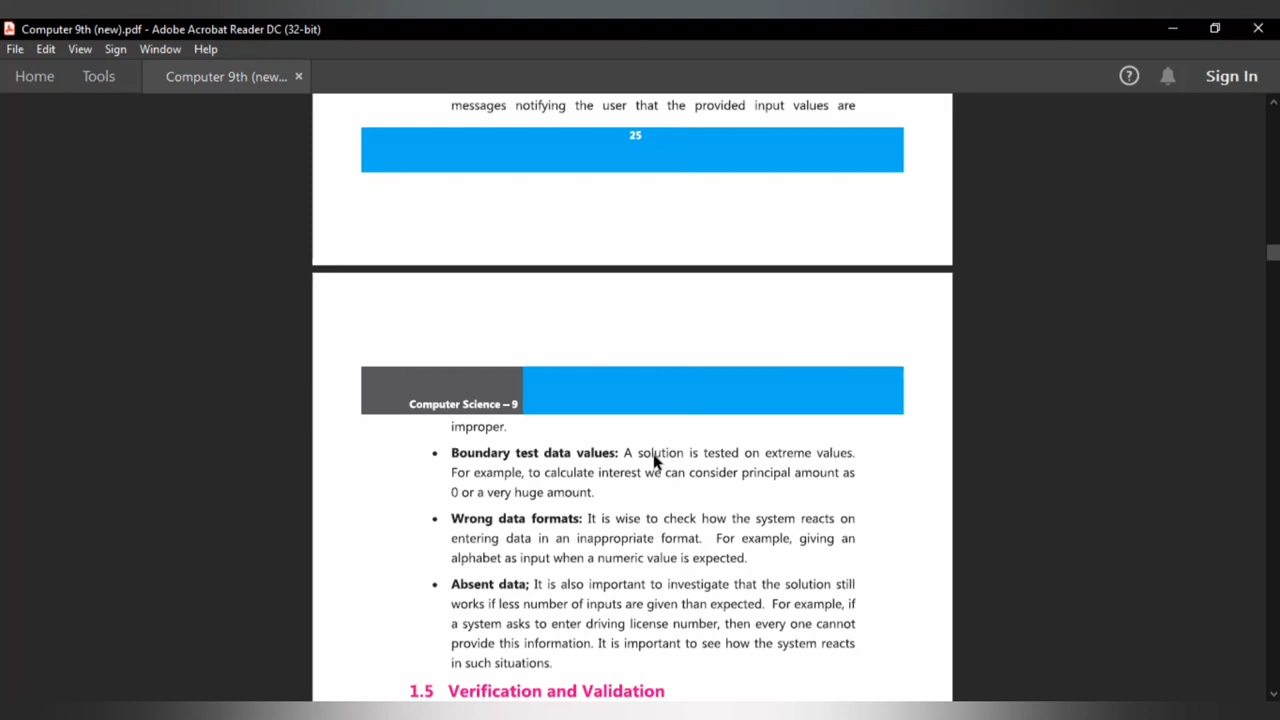 Computer 9th (new).pdf - Adobe Acrobat Reader DC (32-bit)
File Edit View Sign Window Help
Home Tools Computer 9th (new... × Sign In
messages notifying the user that the provided input values are
25
Computer Science – 9
improper.
• Boundary test data values: A solution is tested on extreme values.
For example, to calculate interest we can consider principal amount as
0 or a very huge amount.
• Wrong data formats: It is wise to check how the system reacts on
entering data in an inappropriate format. For example, giving an
alphabet as input when a numeric value is expected.
• Absent data; It is also important to investigate that the solution still
works if less number of inputs are given than expected. For example, if
a system asks to enter driving license number, then every one cannot
provide this information. It is important to see how the system reacts
in such situations.
1.5 Verification and Validation